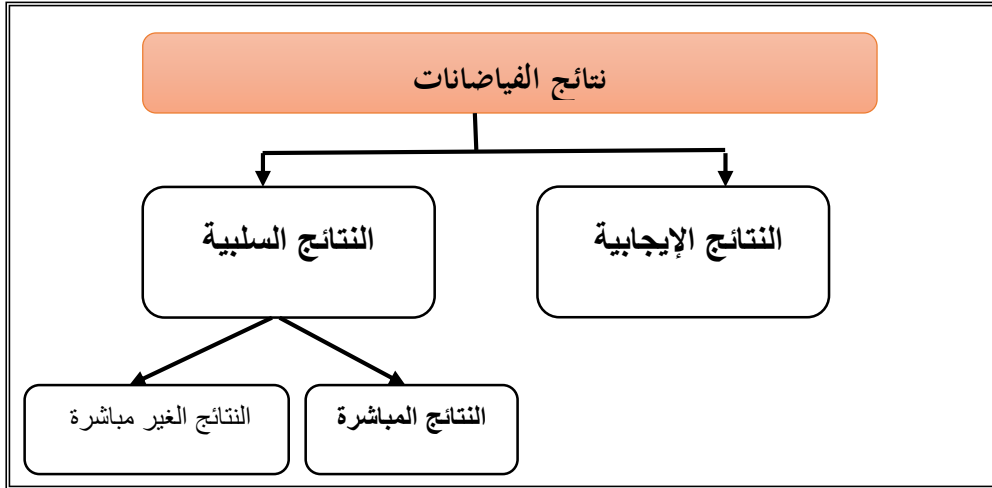 نتائج الفياضانات
النتائج الإيجابية
النتائج السلبية
النتائج المباشرة
النتائج الغير مباشرة